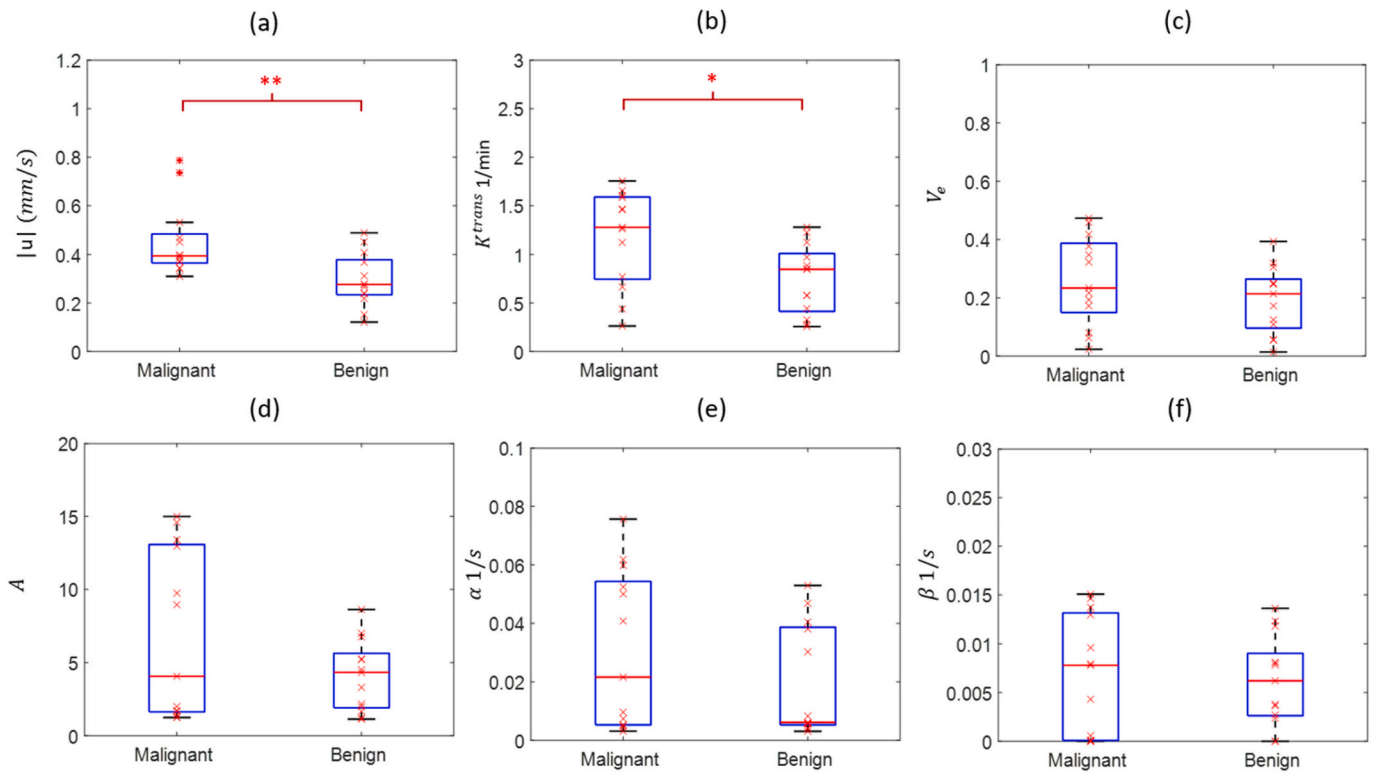 (a)
|u| (mm/s)
1.2
1
0.8
0.6
0.4
0.2
0
**
Malignant Benign
(b)
K^trans 1/min
3
2.5
2
1.5
1
0.5
0
*
Malignant Benign
(c)
V_e
1
0.8
0.6
0.4
0.2
0
Malignant Benign
(d)
A
20
15
10
5
0
Malignant Benign
(e)
α 1/s
0.1
0.08
0.06
0.04
0.02
0
Malignant Benign
(f)
β 1/s
0.03
0.025
0.02
0.015
0.01
0.005
0
Malignant Benign